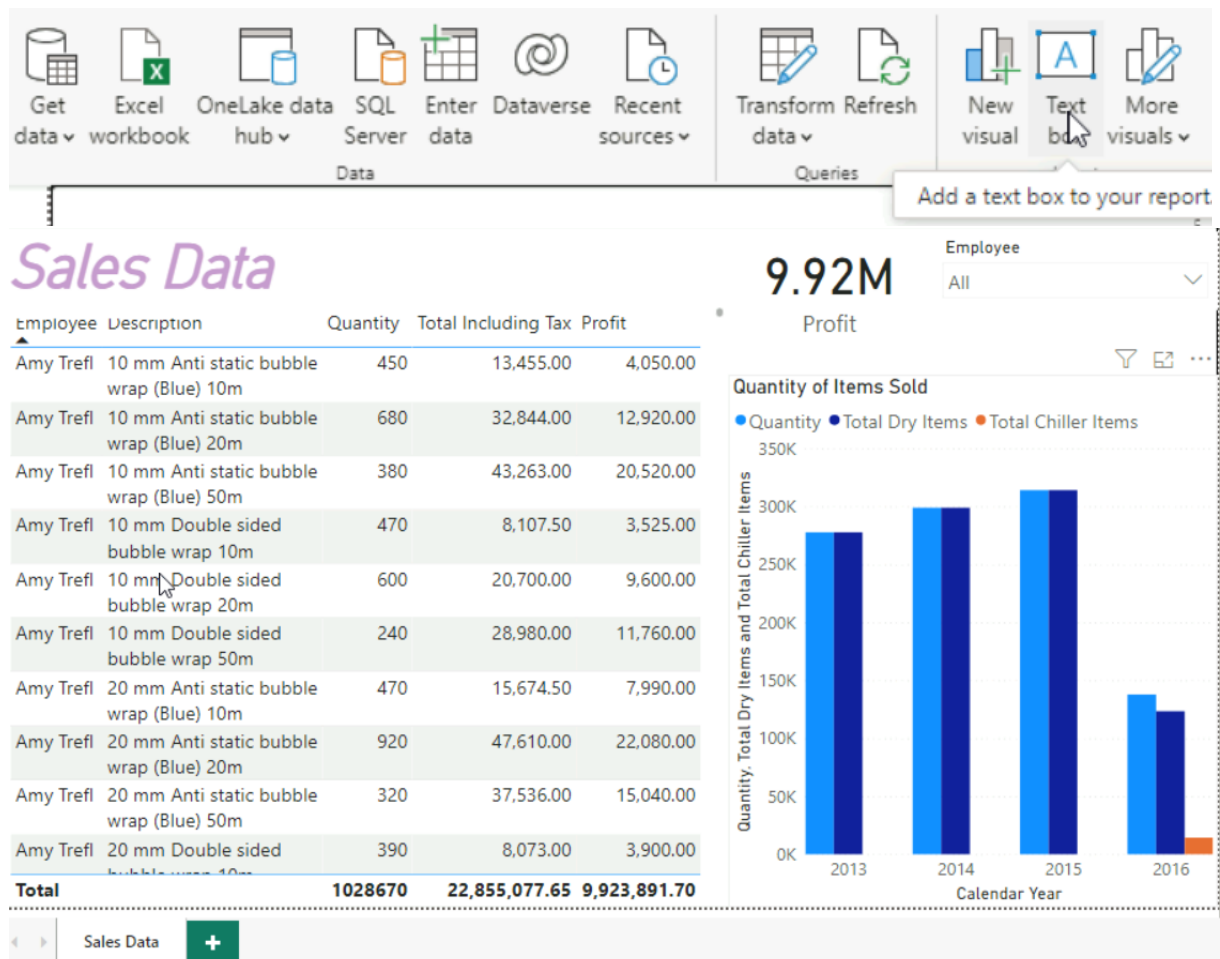 Get data
Excel workbook
OneLake data hub
SQL Server
Enter data
Dataverse
Recent sources
Transform data
Refresh
New visual
Text box
More visuals
Data
Queries
Add a text box to your report.
Sales Data
9.92M
Profit
Employee
All
Employee Description Quantity Total Including Tax Profit
Amy Trefl 10 mm Anti static bubble 450 13,455.00 4,050.00
wrap (Blue) 10m
Amy Trefl 10 mm Anti static bubble 680 32,844.00 12,920.00
wrap (Blue) 20m
Amy Trefl 10 mm Anti static bubble 380 43,263.00 20,520.00
wrap (Blue) 50m
Amy Trefl 10 mm Double sided 470 8,107.50 3,525.00
bubble wrap 10m
Amy Trefl 10 mm Double sided 600 20,700.00 9,600.00
bubble wrap 20m
Amy Trefl 10 mm Double sided 240 28,980.00 11,760.00
bubble wrap 50m
Amy Trefl 20 mm Anti static bubble 470 15,674.50 7,990.00
wrap (Blue) 10m
Amy Trefl 20 mm Anti static bubble 920 47,610.00 22,080.00
wrap (Blue) 20m
Amy Trefl 20 mm Anti static bubble 320 37,536.00 15,040.00
wrap (Blue) 50m
Amy Trefl 20 mm Double sided 390 8,073.00 3,900.00
Total 1028670 22,855,077.65 9,923,891.70
Quantity of Items Sold
Quantity Total Dry Items Total Chiller Items
Quantity, Total Dry Items and Total Chiller Items
350K
300K
250K
200K
150K
100K
50K
0K
2013 2014 2015 2016
Calendar Year
Sales Data